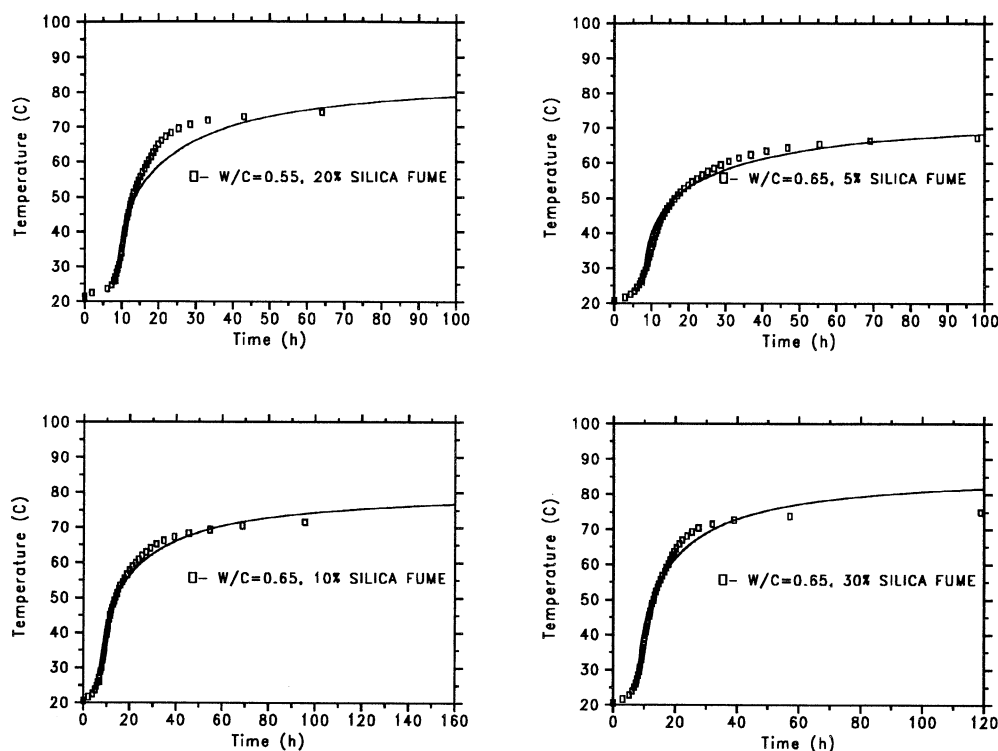 100
90
80
70
60
50
40
30
20
Temperature (C)
□- W/C=0.55, 20% SILICA FUME
0 10 20 30 40 50 60 70 80 90 100
Time (h)
100
90
80
70
60
50
40
30
20
Temperature (C)
□- W/C=0.65, 5% SILICA FUME
0 10 20 30 40 50 60 70 80 90 100
Time (h)
100
90
80
70
60
50
40
30
20
Temperature (C)
□- W/C=0.65, 10% SILICA FUME
0 20 40 60 80 100 120 140 160
Time (h)
100
90
80
70
60
50
40
30
20
Temperature (C)
□- W/C=0.65, 30% SILICA FUME
0 20 40 60 80 100 120
Time (h)